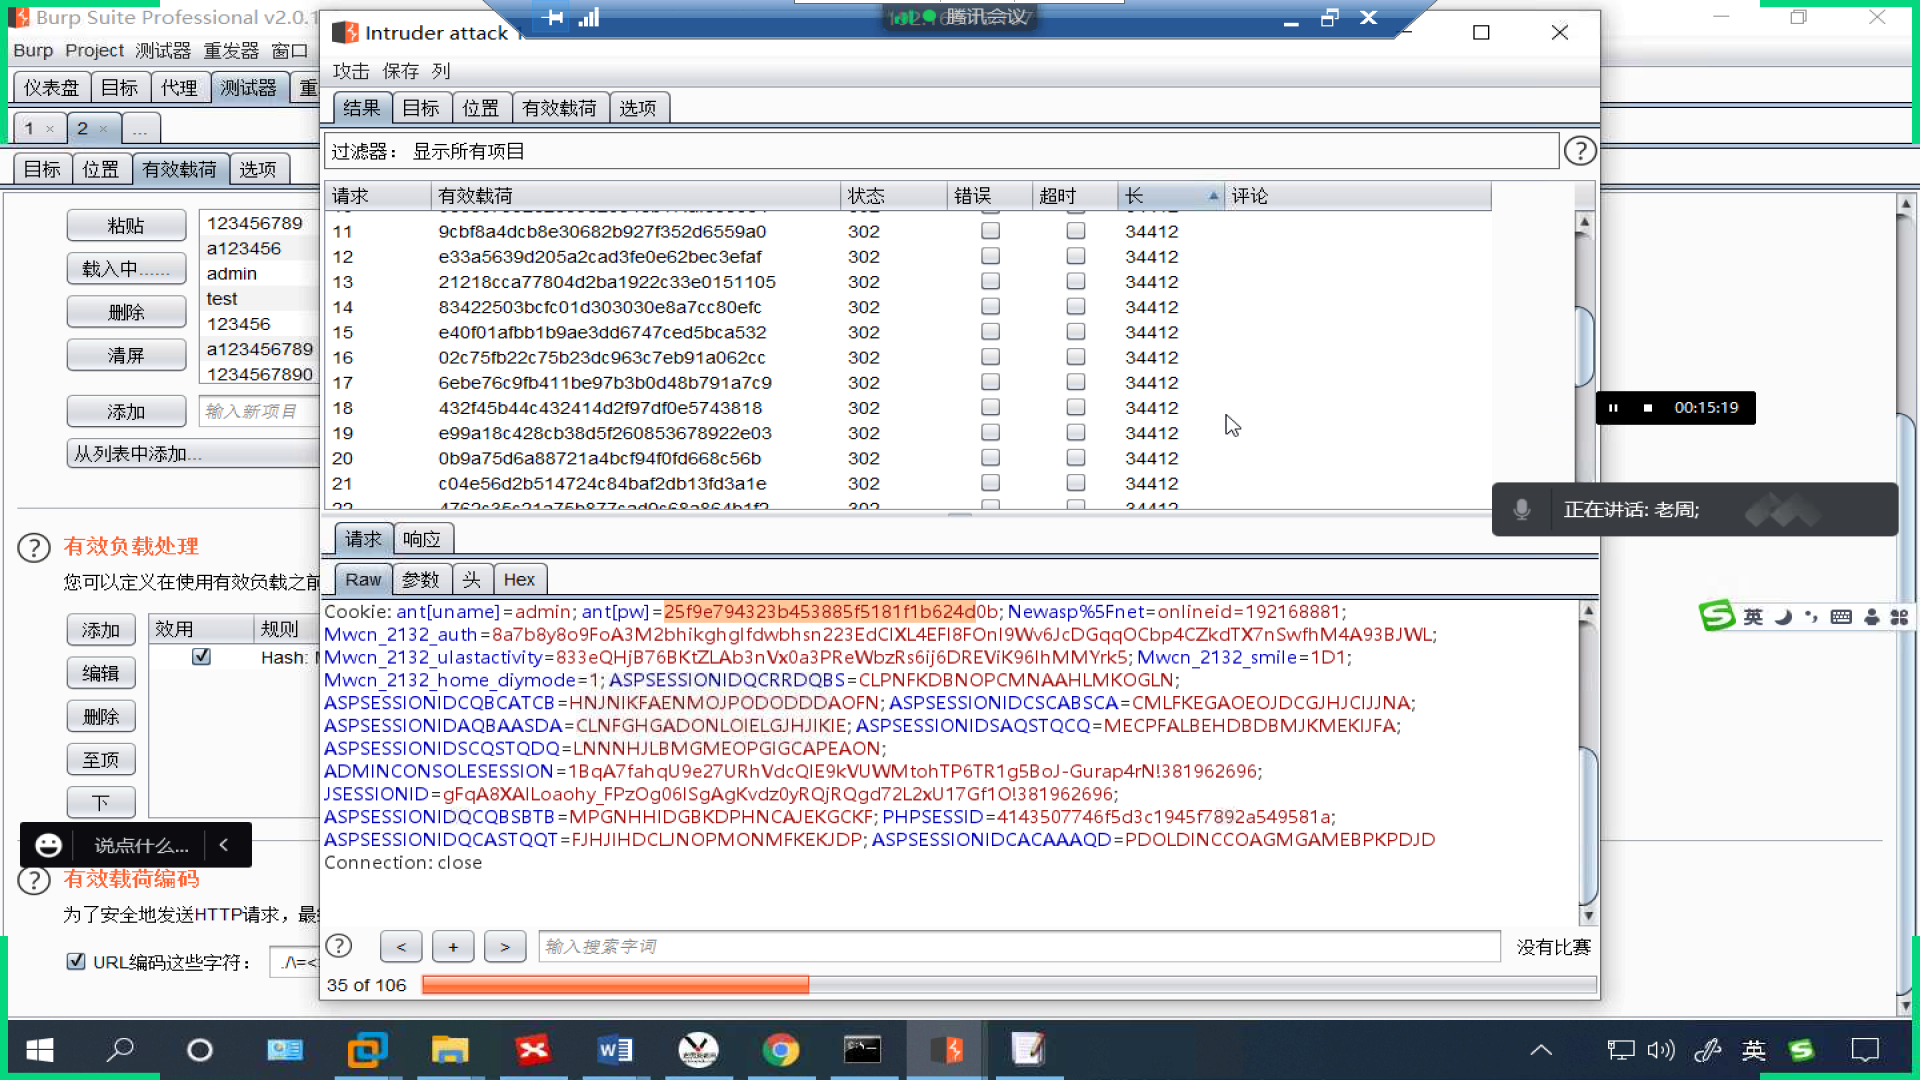 Burp Suite Professional v2.0.1
Burp Project 测试器 重发器 窗口
仪表盘 目标 代理 测试器 重
1 × 2 × ...
目标 位置 有效载荷 选项
粘贴
载入中......
删除
清屏
添加
从列表中添加...
123456789
a123456
admin
test
123456
a123456789
1234567890
输入新项目
有效负载处理
您可以定义在使用有效负载之前
添加
编辑
删除
至顶
下
效用 规则
Hash:
说点什么...
有效载荷编码
为了安全地发送HTTP请求，最
URL编码这些字符：
./\=<
腾讯会议
Intruder attack
攻击 保存 列
结果 目标 位置 有效载荷 选项
过滤器： 显示所有项目
请求 有效载荷 状态 错误 超时 长 评论
11 9cbf8a4dcb8e30682b927f352d6559a0 302 34412
12 e33a5639d205a2cad3fe0e62bec3efaf 302 34412
13 21218cca77804d2ba1922c33e0151105 302 34412
14 83422503bcfc01d303030e8a7cc80efc 302 34412
15 e40f01afbb1b9ae3dd6747ced5bca532 302 34412
16 02c75fb22c75b23dc963c7eb91a062cc 302 34412
17 6ebe76c9fb411be97b3b0d48b791a7c9 302 34412
18 432f45b44c432414d2f97df0e5743818 302 34412
19 e99a18c428cb38d5f260853678922e03 302 34412
20 0b9a75d6a88721a4bcf94f0fd668c56b 302 34412
21 c04e56d2b514724c84baf2db13fd3a1e 302 34412
请求 响应
Raw 参数 头 Hex
Cookie: ant[uname]=admin; ant[pw]=25f9e794323b453885f5181f1b624d0b; Newasp%5Fnet=onlineid=192168881;
Mwcn_2132_auth=8a7b8y8o9FoA3M2bhikghgIfdwbhsn223EdCIXL4EFI8FOnI9Wv6JcDGqqOCbp4CZkdTX7nSwfhM4A93BJWL;
Mwcn_2132_ulastactivity=833eQHjB76BKtZLAb3nVx0a3PReWbzRs6ij6DREViK96IhMMYrk5; Mwcn_2132_smile=1D1;
Mwcn_2132_home_diymode=1; ASPSESSIONIDQCRRDQBS=CLPNFKDBNOPCMNAAHLMKOGLN;
ASPSESSIONIDCQBCATCB=HNJNIKFAENMOJPODODDDAOFN; ASPSESSIONIDCSCABSCA=CMLFKEGAOEOJDCGJHJCIJJNA;
ASPSESSIONIDAQBAASDA=CLNFGHGADONLOIELGJHJIKIE; ASPSESSIONIDSAQSTQCQ=MECPFALBEHDBDBMJKMEKIJFA;
ASPSESSIONIDSCQSTQDQ=LNNNHJLBMGMEOPGIGCAPEAON;
ADMINCONSOLESESSION=1BqA7fahqU9e27URhVdcQIE9kVUWMtohTP6TR1g5BoJ-Gurap4rN!381962696;
JSESSIONID=gFqA8XAILoaohy_FPzOg06ISgAgKvdz0yRQjRQgd72L2xU17Gf1O!381962696;
ASPSESSIONIDQCQBSBTB=MPGNHHIDGBKDPHNCAJEKGCKF; PHPSESSID=4143507746f5d3c1945f7892a549581a;
ASPSESSIONIDQCASTQQT=FJHJIHDCLJNOPMONMFKEKJDP; ASPSESSIONIDCACAAAQD=PDOLDINCCOAGMGAMEBPKPDJD
Connection: close
< + > 输入搜索字词 没有比赛
35 of 106
00:15:19
正在讲话: 老周;
英
英